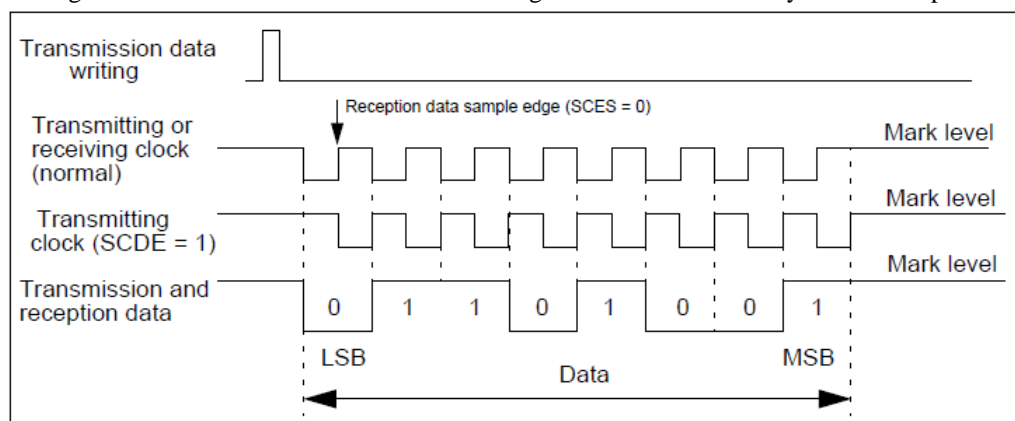 Transmission data
writing
Reception data sample edge (SCES = 0)
Transmitting or
receiving clock
(normal)
Mark level
Transmitting
clock (SCDE = 1)
Mark level
Transmission and
reception data
Mark level
0 1 1 0 1 0 0 1
LSB MSB
Data